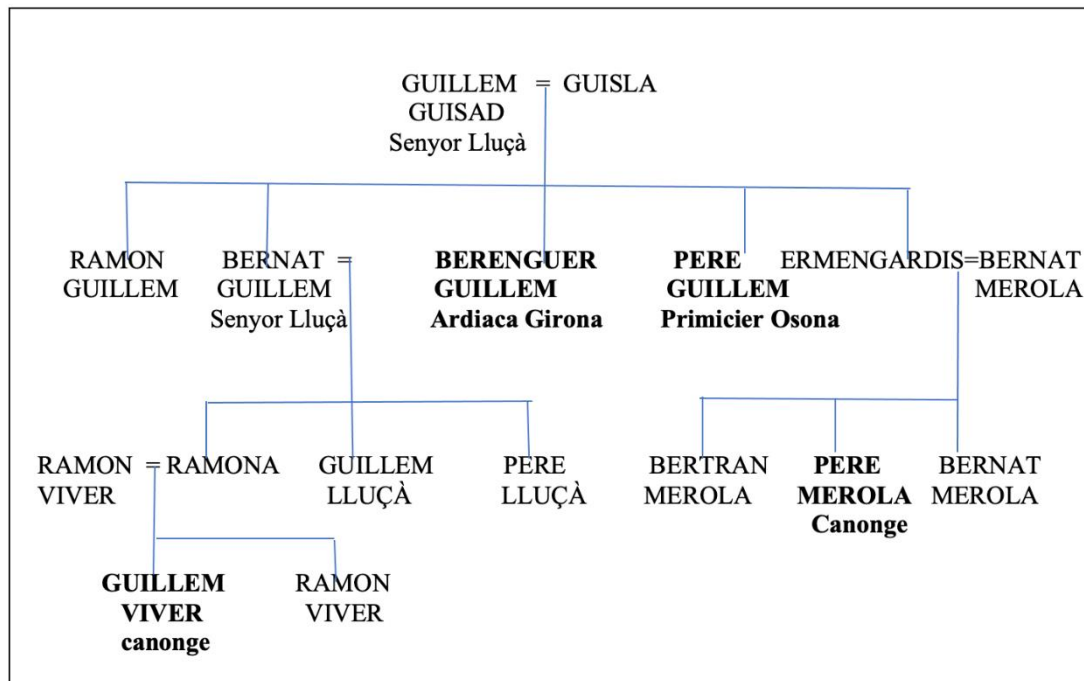 GUILLEM = GUISLA
GUISAD
Senyor Lluçà
RAMON
GUILLEM
BERNAT =
GUILLEM
Senyor Lluçà
BERENGUER
GUILLEM
Ardiaca Girona
PERE
GUILLEM
Primicier Osona
ERMENGARDIS=BERNAT
MEROLA
RAMON = RAMONA
VIVER
GUILLEM
LLUÇÀ
PERE
LLUÇÀ
BERTRAN
MEROLA
PERE
MEROLA
Canonge
BERNAT
MEROLA
GUILLEM
VIVER
canonge
RAMON
VIVER